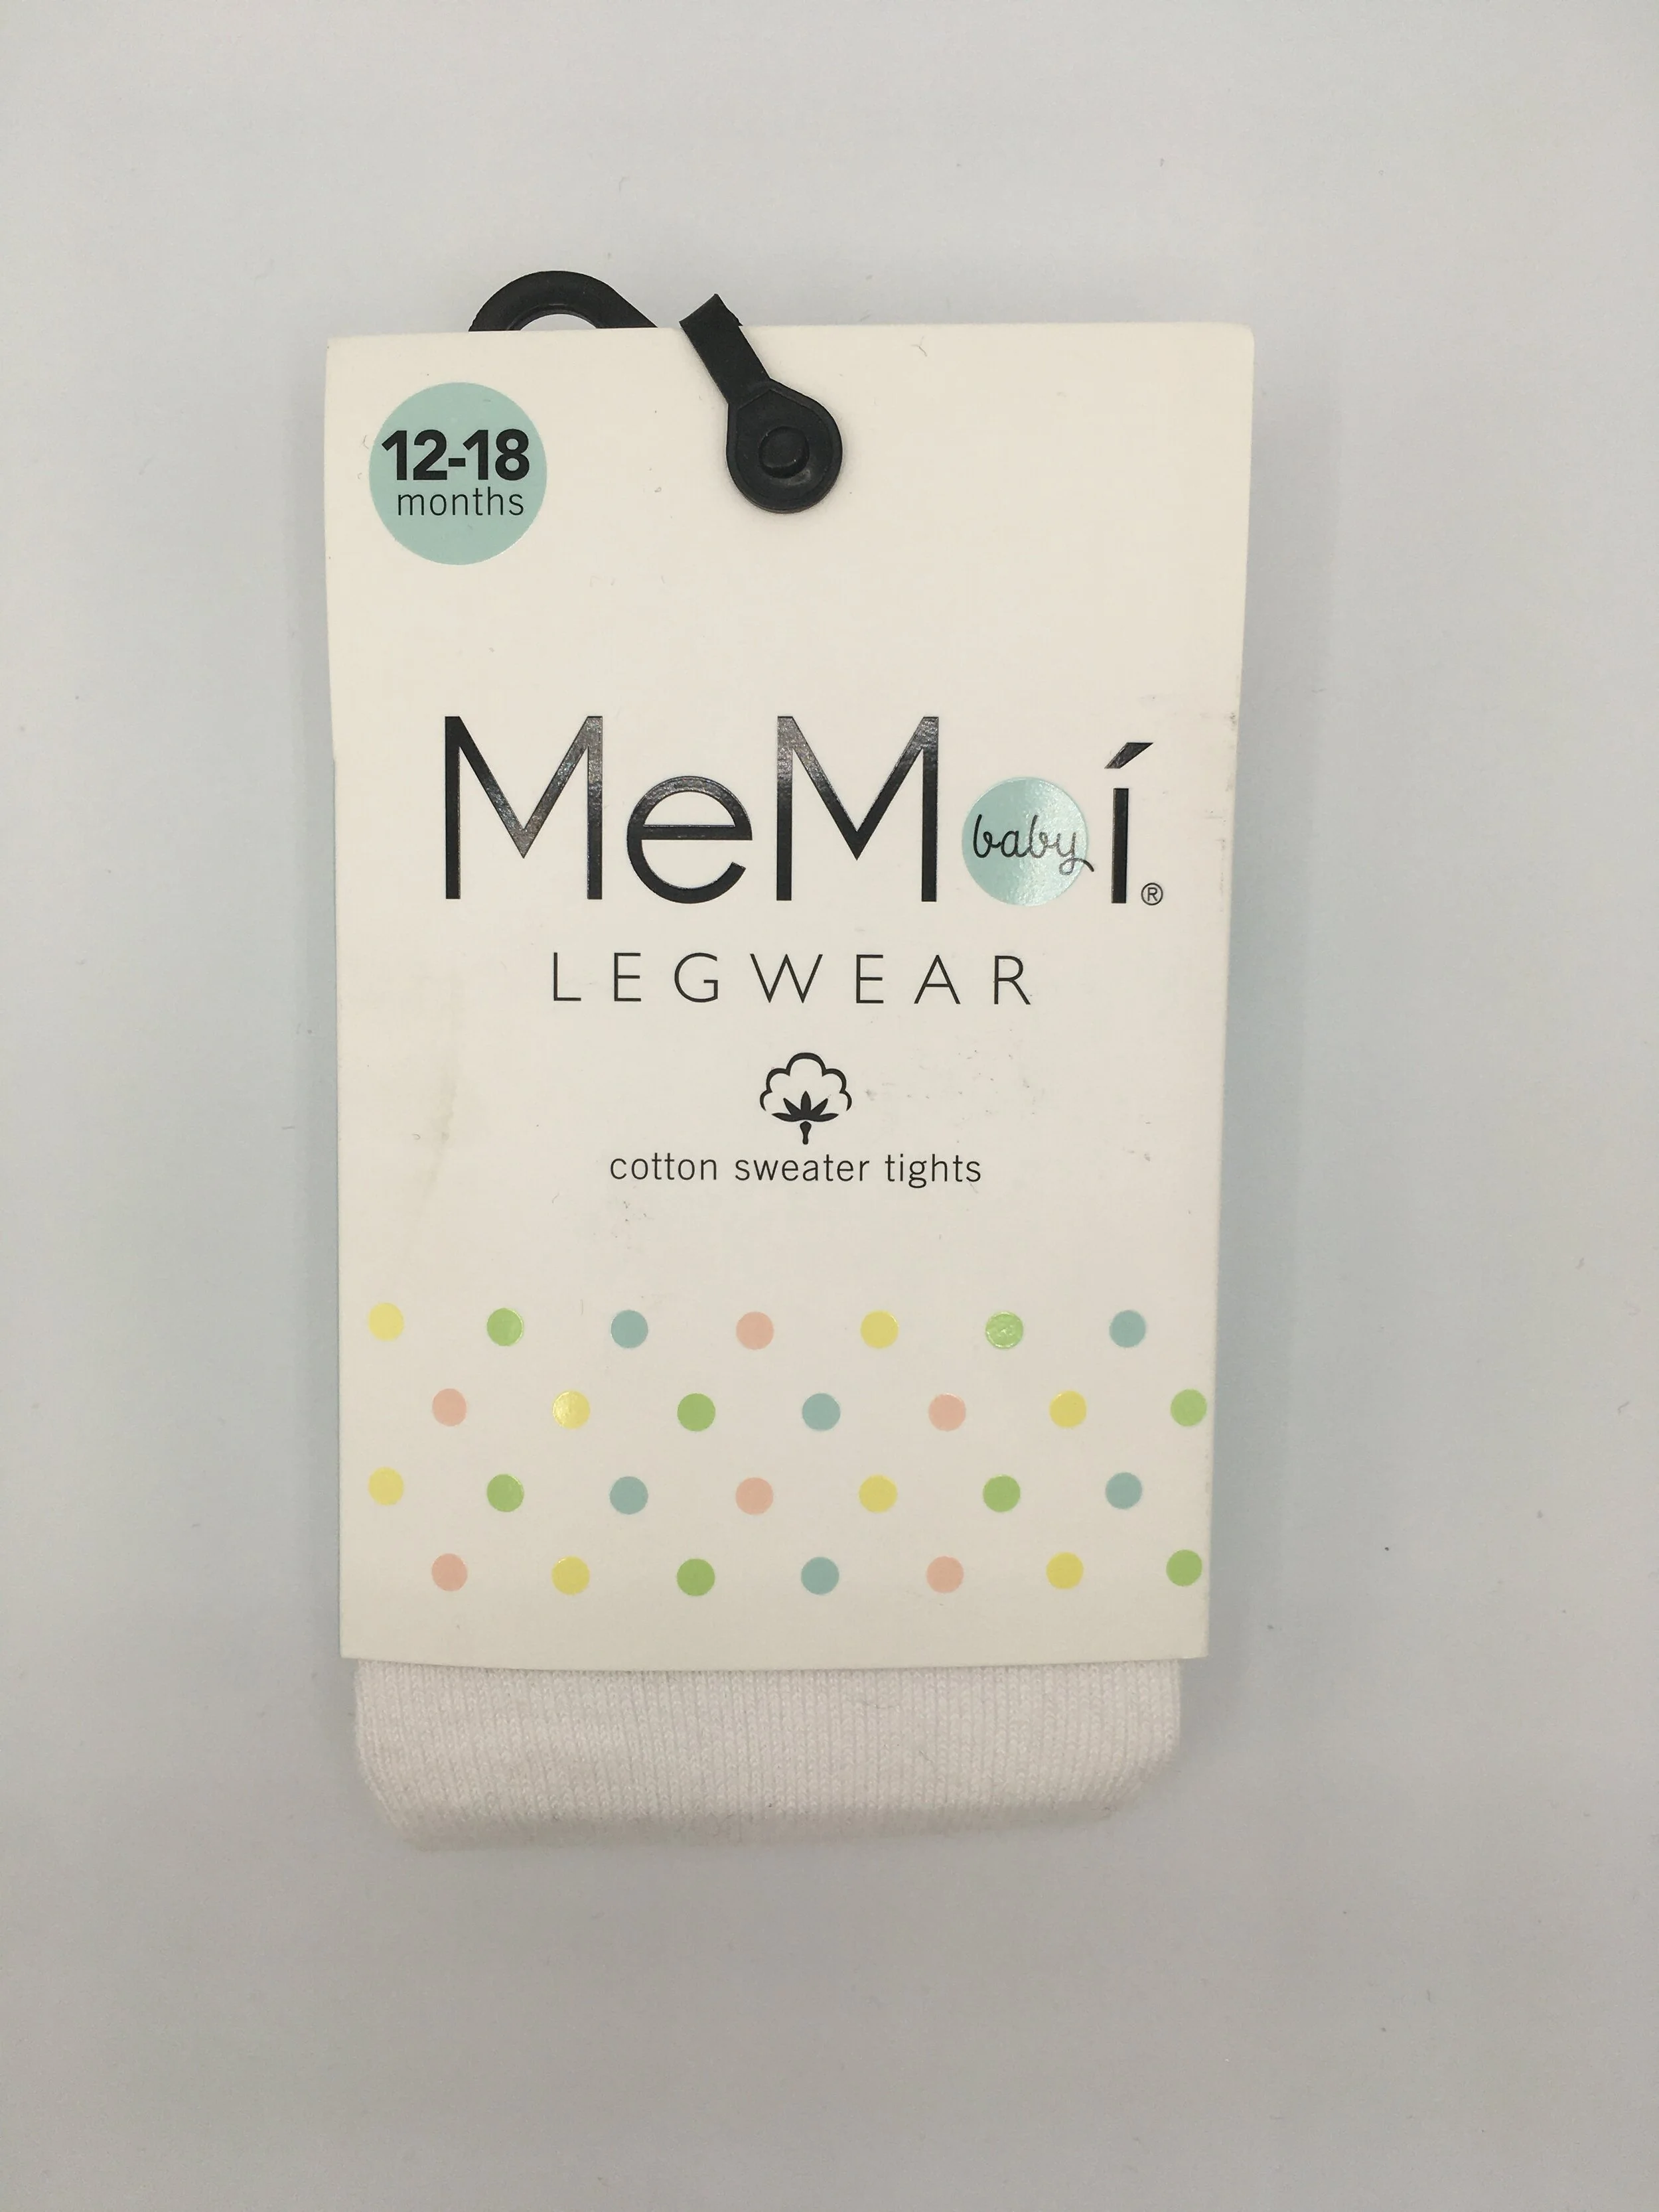 12-18
months
MeMoí®
baby
LEGWEAR
cotton sweater tights